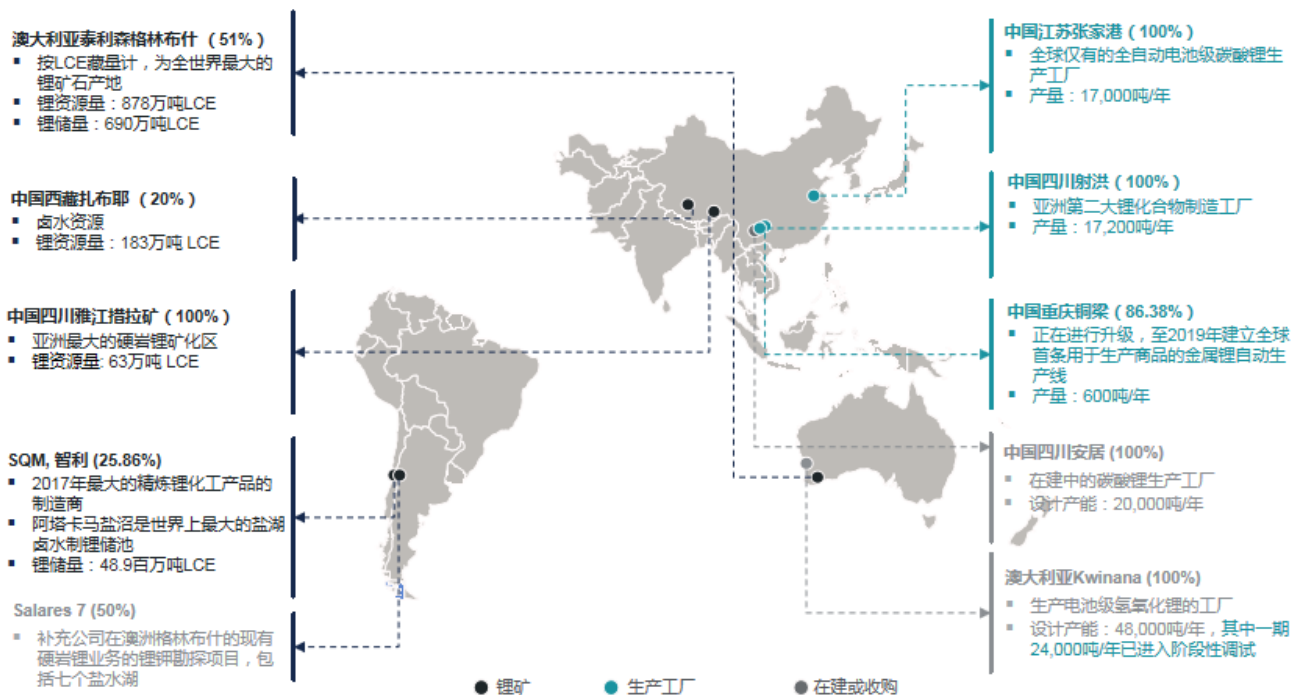 澳大利亚泰利森格林布什 (51%)
▪ 按LCE藏量计,为全世界最大的
锂矿石产地
▪ 锂资源量:878万吨LCE
▪ 锂储量:690万吨LCE
中国西藏扎布耶 (20%)
▪ 卤水资源
▪ 锂资源量:183万吨 LCE
中国四川雅江措拉矿 (100%)
▪ 亚洲最大的硬岩锂矿化区
▪ 锂资源量: 63万吨 LCE
SQM, 智利 (25.86%)
▪ 2017年最大的精炼锂化工产品的
制造商
▪ 阿塔卡马盐沼是世界上最大的盐湖
卤水制锂储池
▪ 锂储量:48.9百万吨LCE
Salares 7 (50%)
▪ 补充公司在澳洲格林布什的现有
硬岩锂业务的锂钾勘探项目,包
括七个盐水湖
中国江苏张家港 (100%)
▪ 全球仅有的全自动电池级碳酸锂生
产工厂
▪ 产量:17,000吨/年
中国四川射洪 (100%)
▪ 亚洲第二大锂化合物制造工厂
▪ 产量:17,200吨/年
中国重庆铜梁 (86.38%)
▪ 正在进行升级,至2019年建立全球
首条用于生产商品的金属锂自动生
产线
▪ 产量:600吨/年
中国四川安居 (100%)
▪ 在建中的碳酸锂生产工厂
▪ 设计产能:20,000吨/年
澳大利亚Kwinana (100%)
▪ 生产电池级氢氧化锂的工厂
▪ 设计产能:48,000吨/年,其中一期
24,000吨/年已进入阶段性调试
锂矿 生产工厂 在建或收购